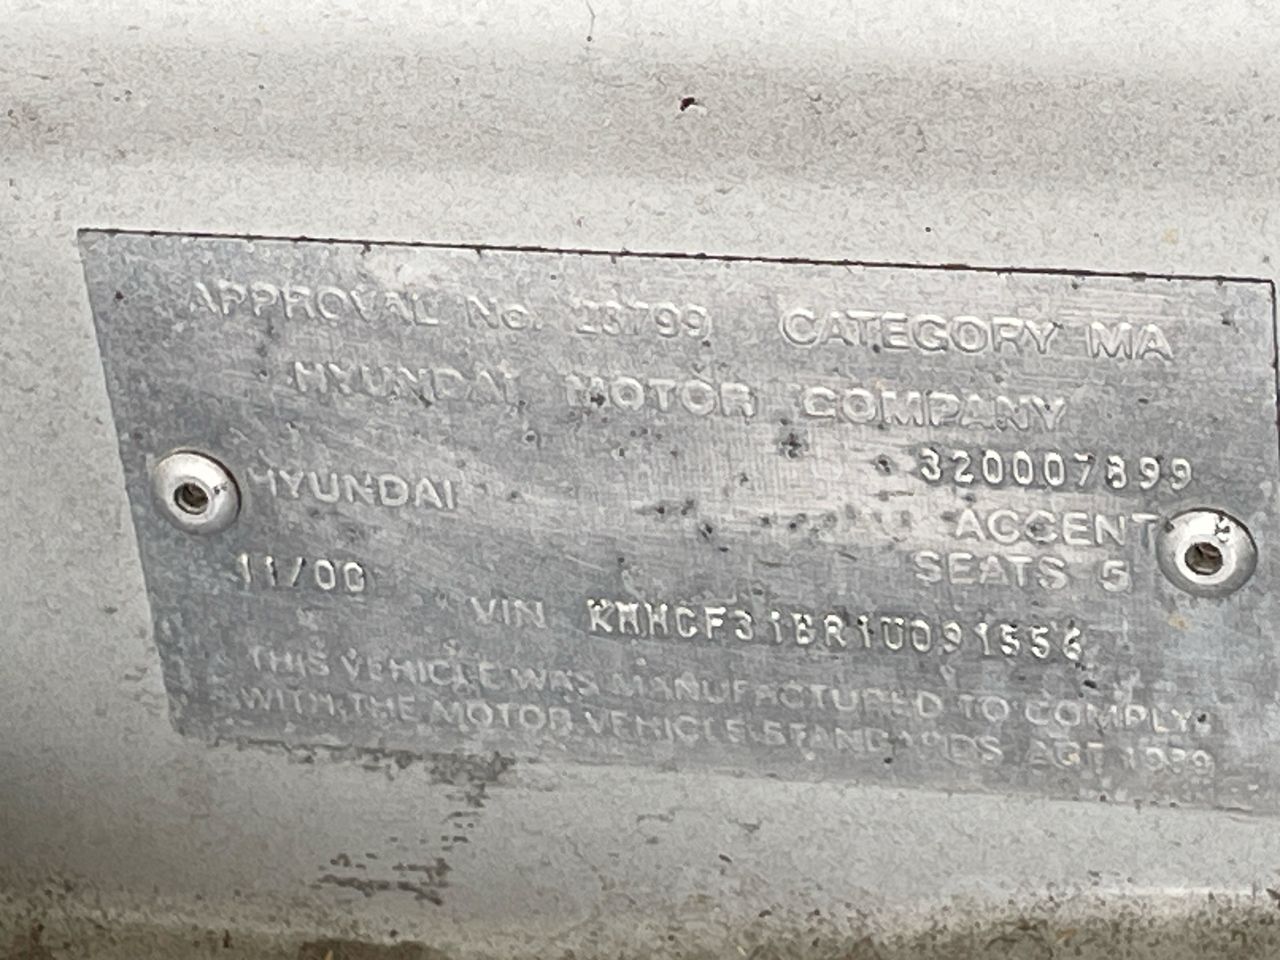 APPROVAL No. 23799 CATEGORY MA
HYUNDAI MOTOR COMPANY
320007899
HYUNDAI ACCENT
SEATS 5
11/00
VIN KMHCF31BR1U091556
THIS VEHICLE WAS MANUFACTURED TO COMPLY
WITH THE MOTOR VEHICLE STANDARDS ACT 1989